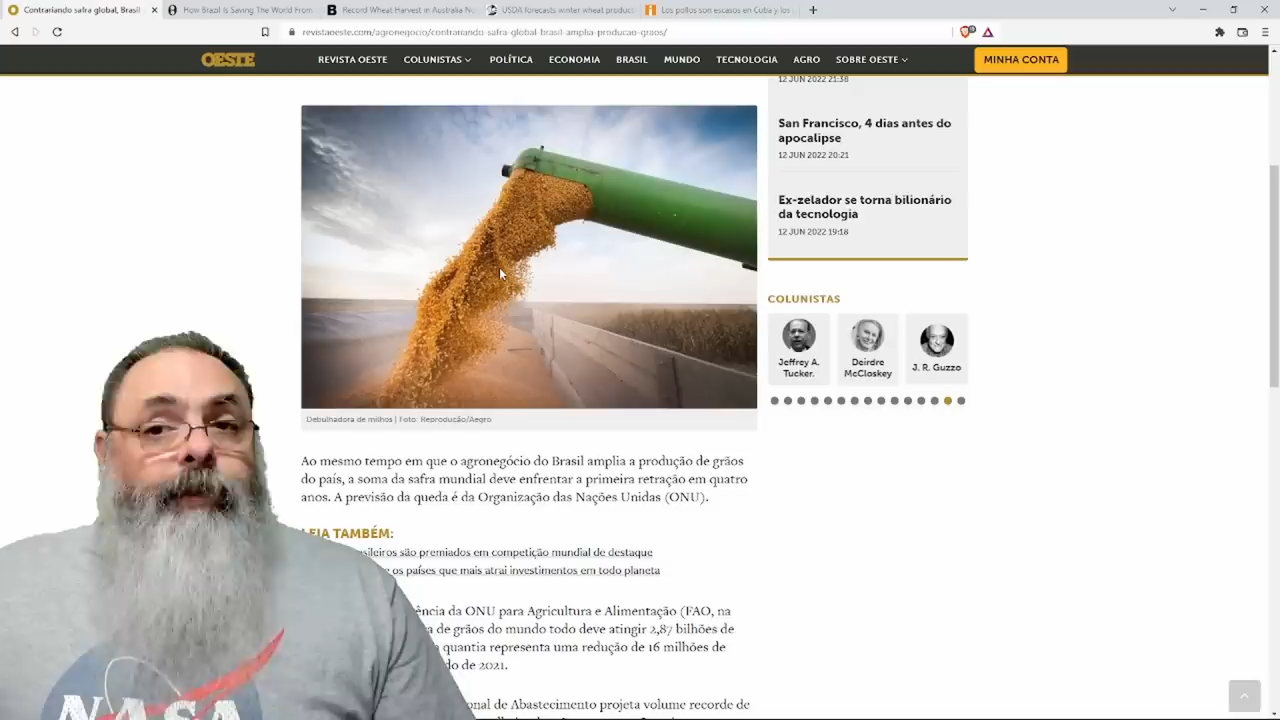 Contrariando safra global, Brasil
How Brazil Is Saving The World From
Record Wheat Harvest in Australia No
USDA forecasts winter wheat produc
Los pollos son escasos en Cuba y los
revistaoeste.com/agronegocio/contrariando-safra-global-brasil-amplia-producao-graos/
OESTE
REVISTA OESTE
COLUNISTAS
POLÍTICA
ECONOMIA
BRASIL
MUNDO
TECNOLOGIA
AGRO
SOBRE OESTE
MINHA CONTA
12 JUN 2022 21:36
San Francisco, 4 dias antes do
apocalipse
12 JUN 2022 20:21
Ex-zelador se torna bilionário
da tecnologia
12 JUN 2022 19:18
COLUNISTAS
Jeffrey A.
Tucker.
Deirdre
McCloskey
J. R. Guzzo
Debulhadora de milhos | Foto: Reprodução/Aegro
Ao mesmo tempo em que o agronegócio do Brasil amplia a produção de grãos
do país, a soma da safra mundial deve enfrentar a primeira retração em quatro
anos. A previsão da queda é da Organização das Nações Unidas (ONU).
LEIA TAMBÉM:
sileiros são premiados em competição mundial de destaque
e os países que mais atrai investimentos em todo planeta
ência da ONU para Agricultura e Alimentação (FAO, na
a de grãos do mundo todo deve atingir 2,87 bilhões de
quantia representa uma redução de 16 milhões de
do de 2021.
onal de Abastecimento projeta volume recorde de
NASA